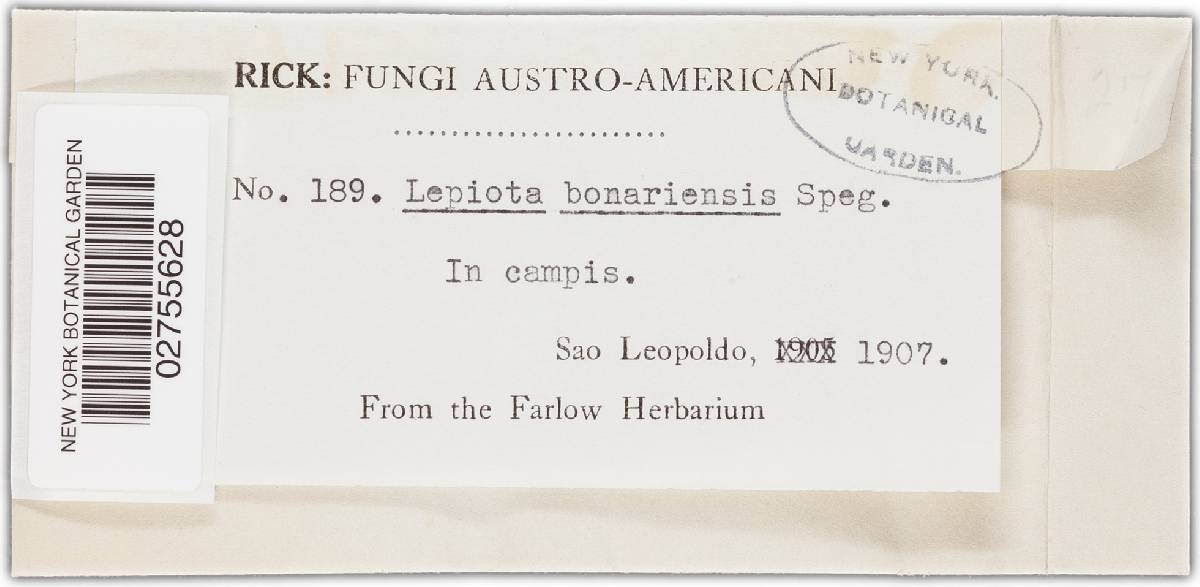 RICK: FUNGI AUSTRO-AMERICANI
NEW YORK
BOTANICAL
GARDEN.
No. 189. Lepiota bonariensis Speg.
In campis.
Sao Leopoldo, 1905 1907.
From the Farlow Herbarium
NEW YORK BOTANICAL GARDEN
02755628